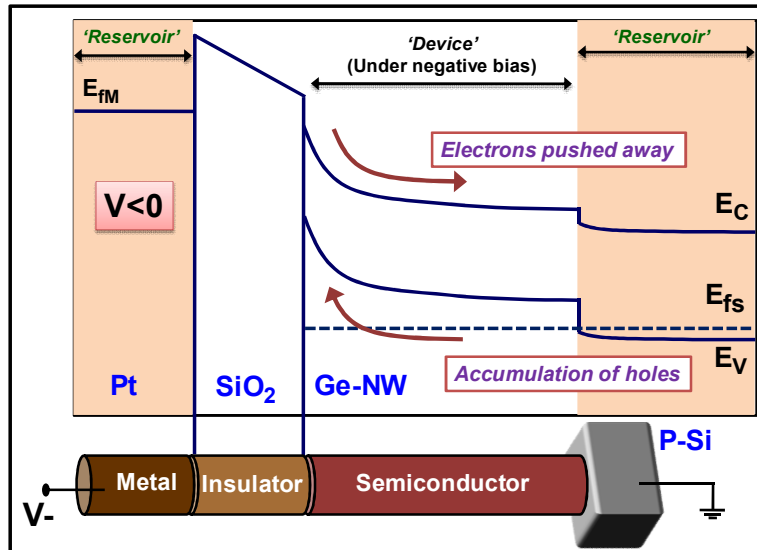 ‘Reservoir’
‘Device’
(Under negative bias)
‘Reservoir’
EfM
Electrons pushed away
V<0
EC
Efs
EV
Accumulation of holes
Pt
SiO2
Ge-NW
P-Si
Metal
Insulator
Semiconductor
V-